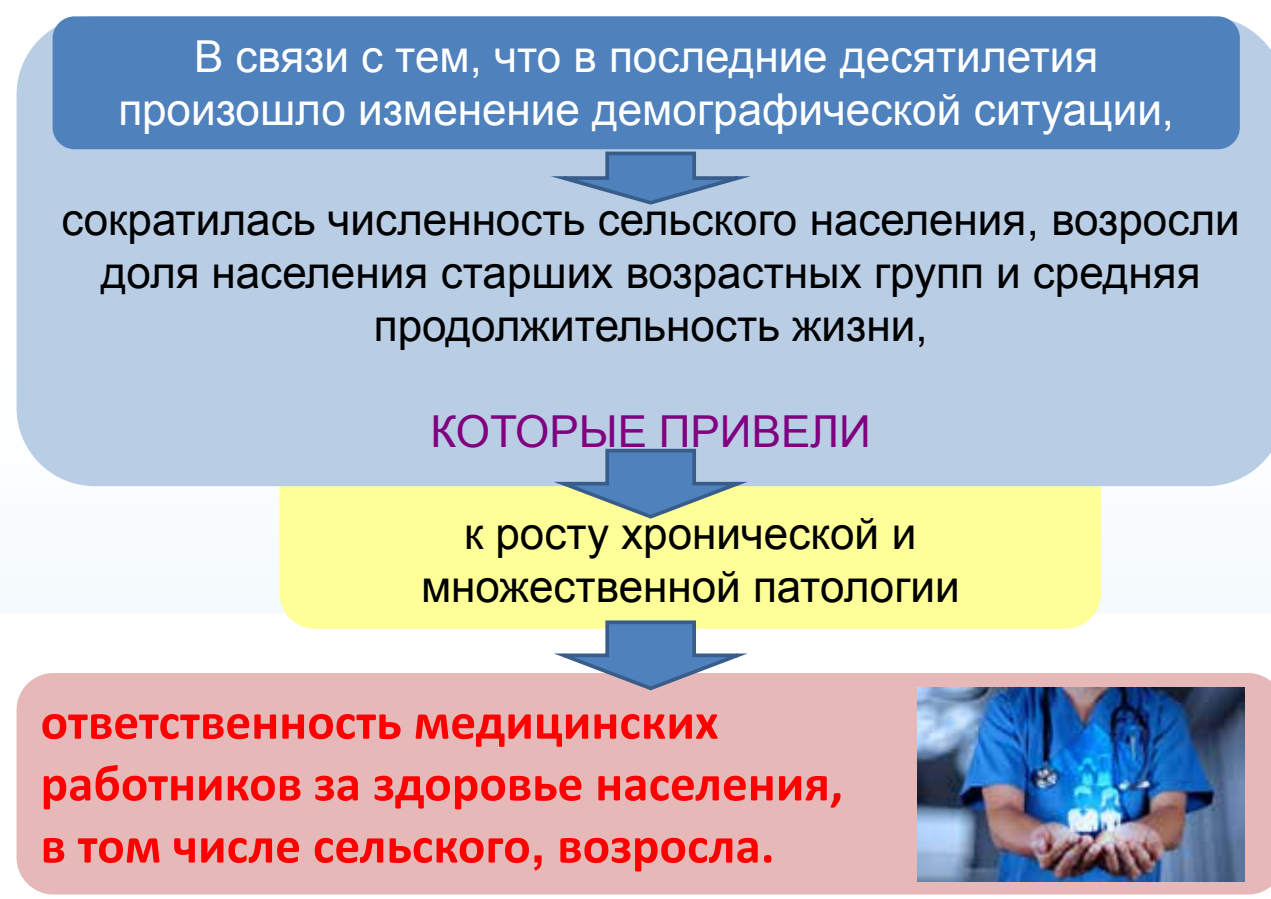 В связи с тем, что в последние десятилетия
произошло изменение демографической ситуации,
сократилась численность сельского населения, возросли
доля населения старших возрастных групп и средняя
продолжительность жизни,
КОТОРЫЕ ПРИВЕЛИ
к росту хронической и
множественной патологии
ответственность медицинских
работников за здоровье населения,
в том числе сельского, возросла.